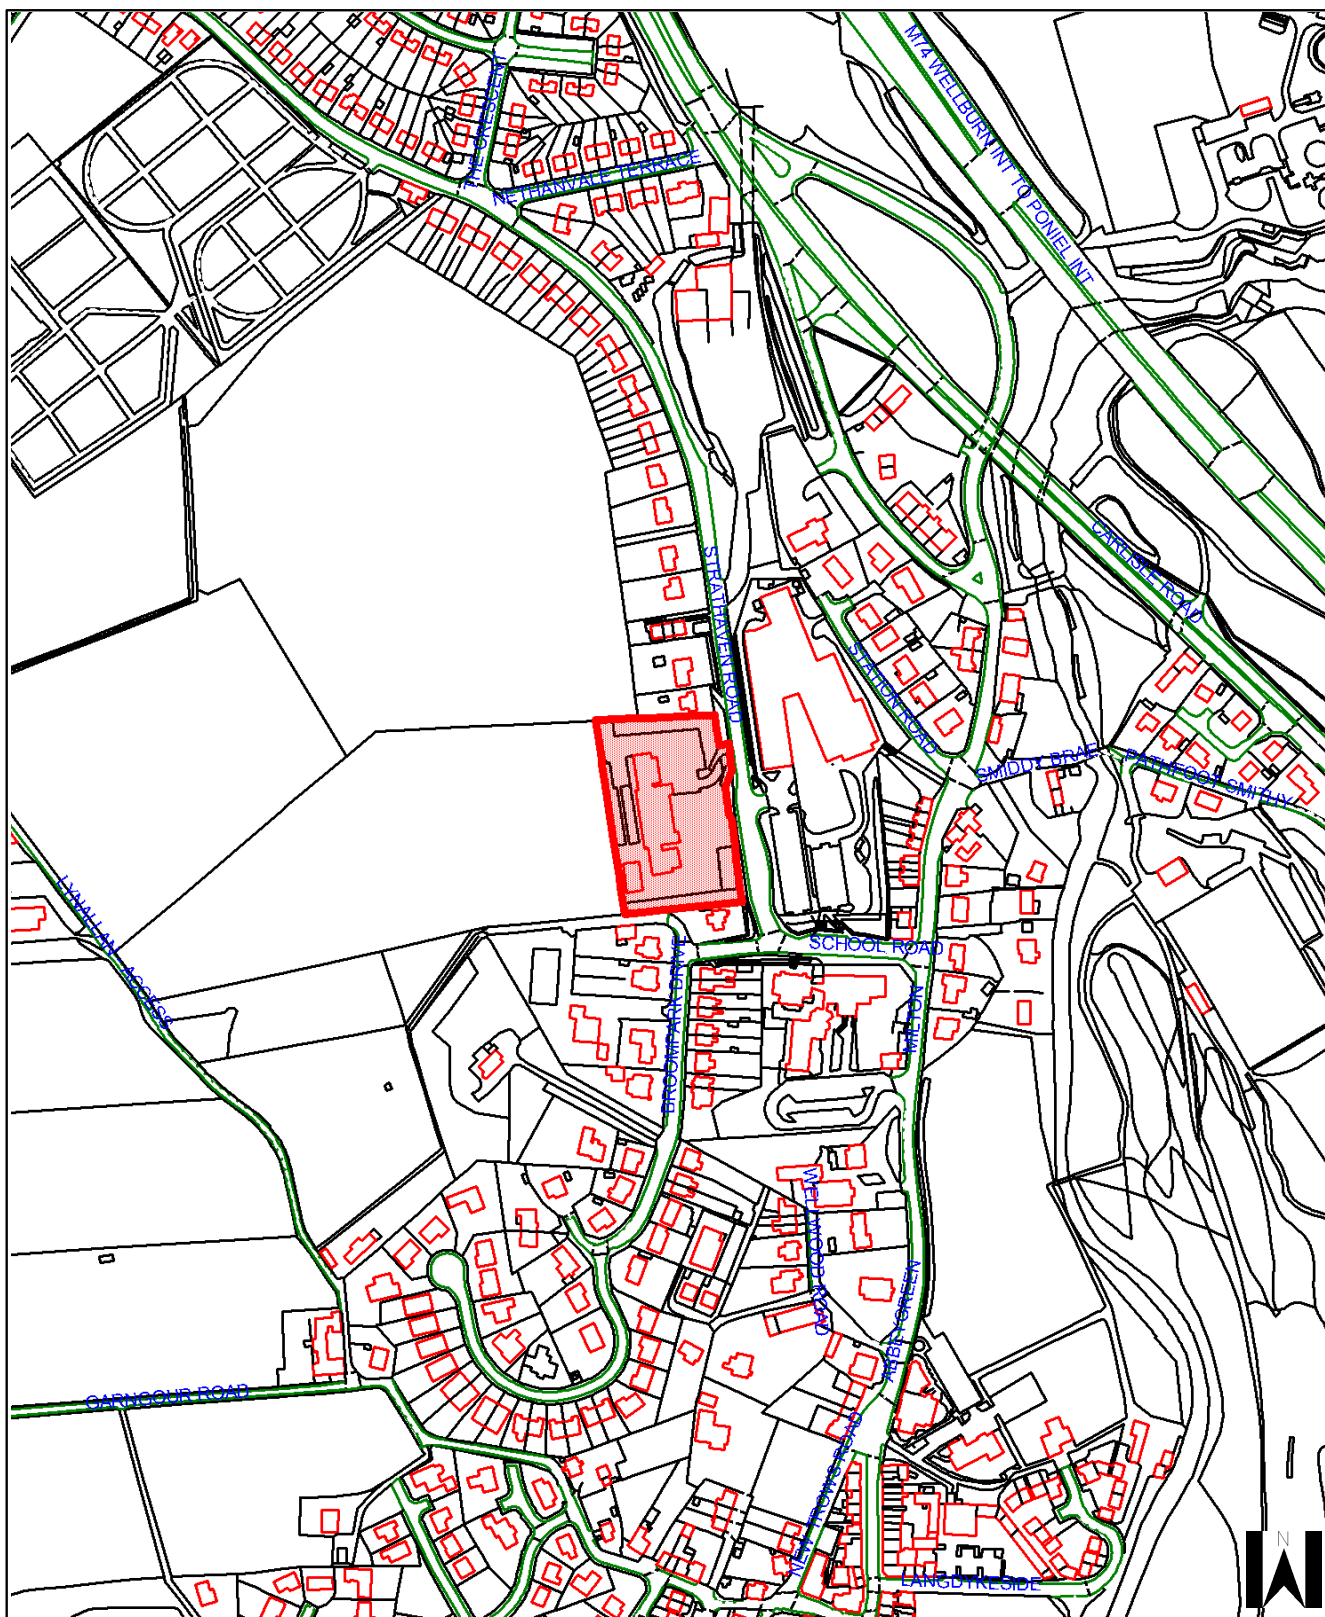 M74 WELLBURN INT TO PONIEL INT
THE CRESCENT
NETHANVALE TERRACE
STRATHAVEN ROAD
CARLISLE ROAD
STATION ROAD
SMIDDY BRAE
PATHFOOT SMITHY
LYNALLAN ACCESS
SCHOOL ROAD
BROOMPARK DRIVE
MILTON
WELLWOOD ROAD
ABBEYGREEN
GARNGOUR ROAD
NEW TROWS ROAD
LANGDYKESIDE
N